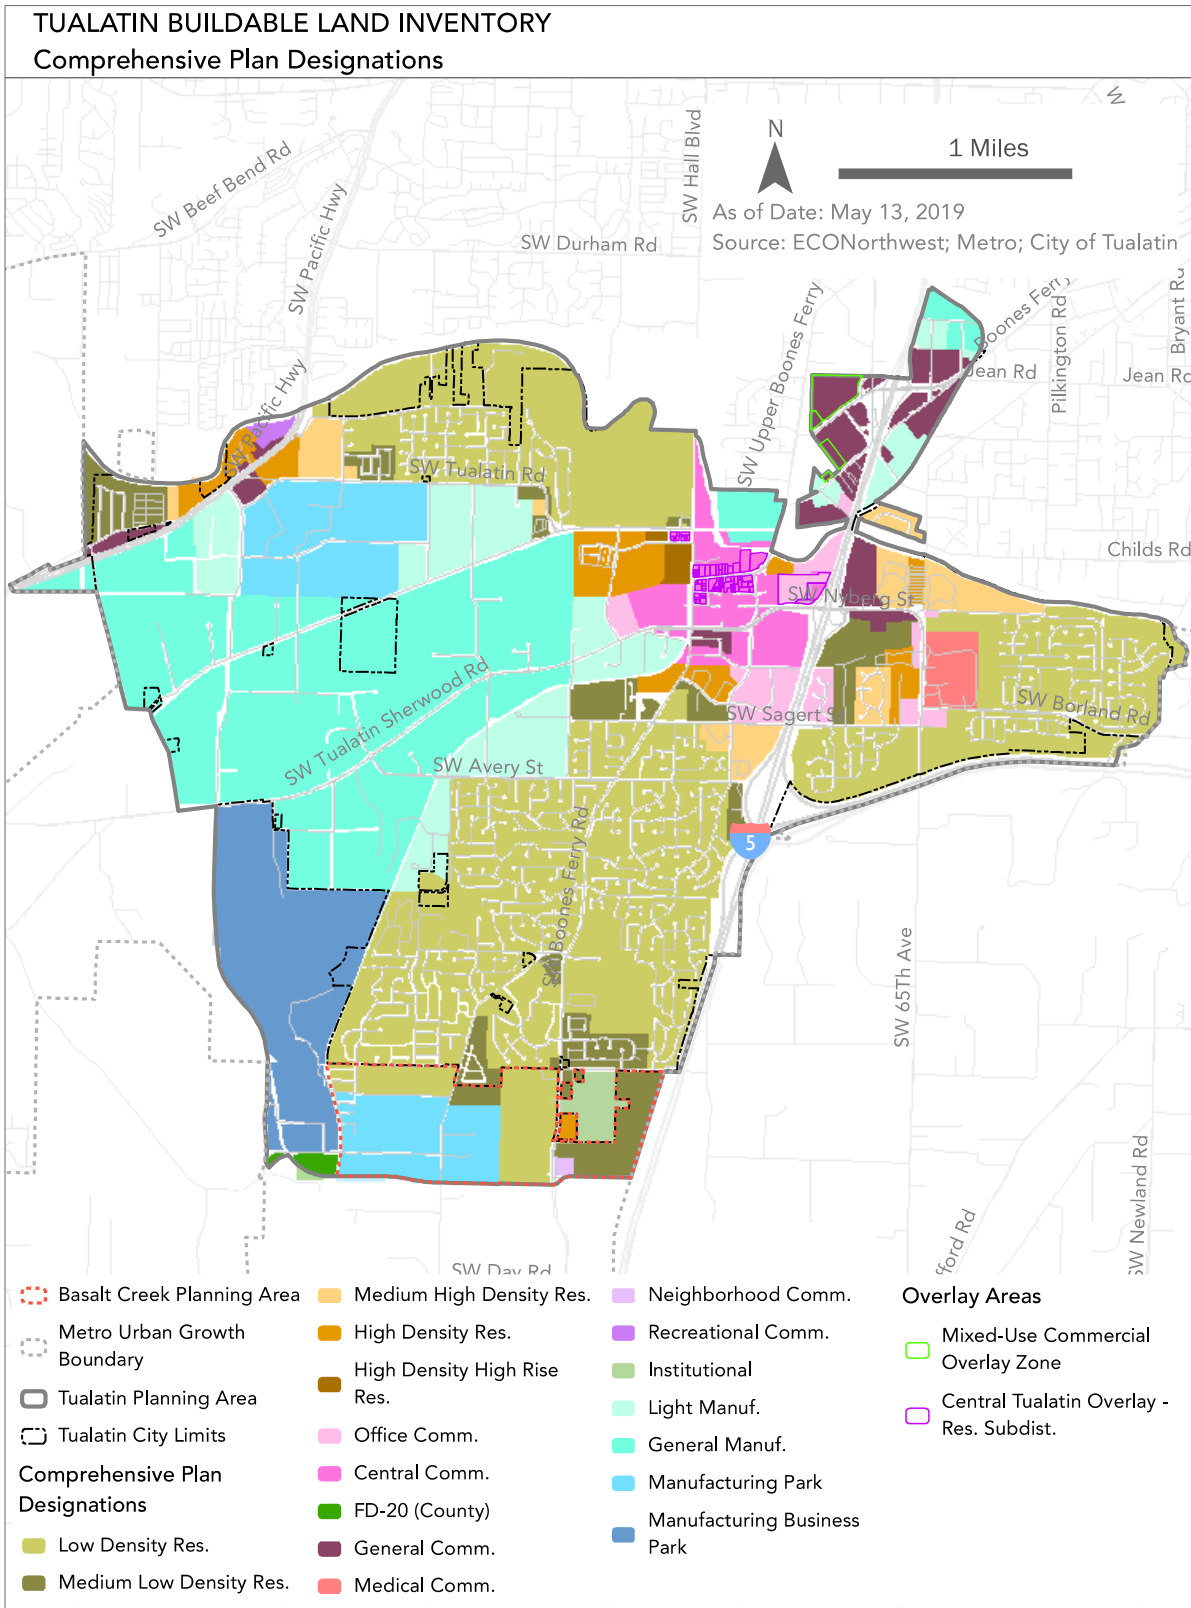 TUALATIN BUILDABLE LAND INVENTORY
Comprehensive Plan Designations
W
N
1 Miles
As of Date: May 13, 2019
Source: ECONorthwest; Metro; City of Tualatin
SW Beef Bend Rd
SW Pacific Hwy
SW Hall Blvd
SW Durham Rd
SW Upper Boones Ferry
Boones Ferry
Pilkington Rd
Bryant Rd
Jean Rd
Jean Rd
SW Pacific Hwy
SW Tualatin Rd
Childs Rd
SW Nyberg St
SW Tualatin Sherwood Rd
SW Sagert S
SW Borland Rd
SW Avery St
5
SW Boones Ferry Rd
SW 65Th Ave
SW Newland Rd
fford Rd
SW Day Rd
Basalt Creek Planning Area
Metro Urban Growth
Boundary
Tualatin Planning Area
Tualatin City Limits
Comprehensive Plan
Designations
Low Density Res.
Medium Low Density Res.
Medium High Density Res.
High Density Res.
High Density High Rise
Res.
Office Comm.
Central Comm.
FD-20 (County)
General Comm.
Medical Comm.
Neighborhood Comm.
Recreational Comm.
Institutional
Light Manuf.
General Manuf.
Manufacturing Park
Manufacturing Business
Park
Overlay Areas
Mixed-Use Commercial
Overlay Zone
Central Tualatin Overlay -
Res. Subdist.